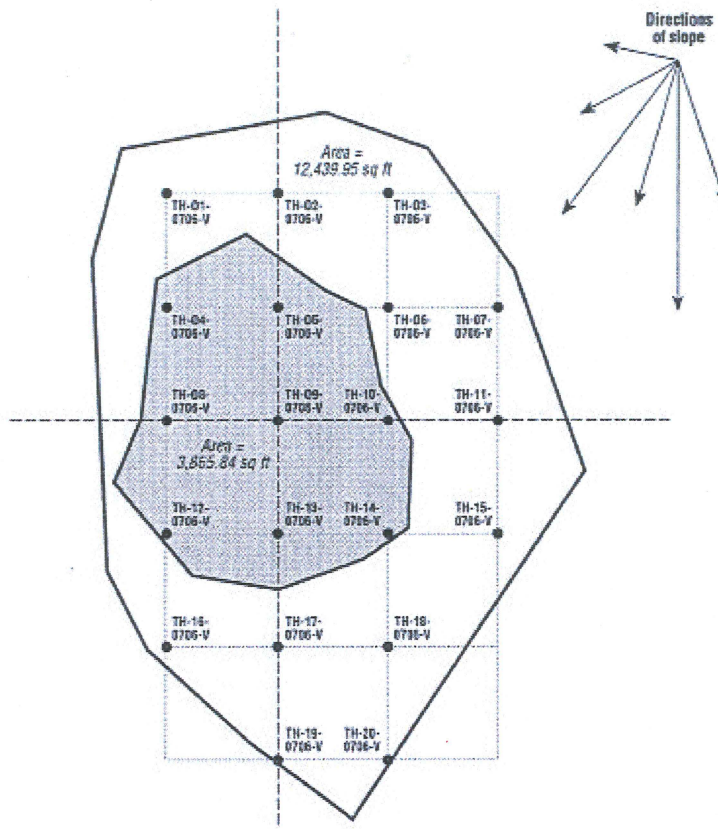 Directions
of slope
Area =
12,439.95 sq ft
TH-01-
0706-V
TH-02-
0706-V
TH-03-
0706-V
TH-04-
0706-V
TH-05-
0706-V
TH-06-
0706-V
TH-07-
0706-V
TH-08-
0706-V
TH-09-
0706-V
TH-10-
0706-V
TH-11-
0706-V
Area =
3,865.84 sq ft
TH-12-
0706-V
TH-13-
0706-V
TH-14-
0706-V
TH-15-
0706-V
TH-16-
0706-V
TH-17-
0706-V
TH-18-
0706-V
TH-19-
0706-V
TH-20-
0706-V